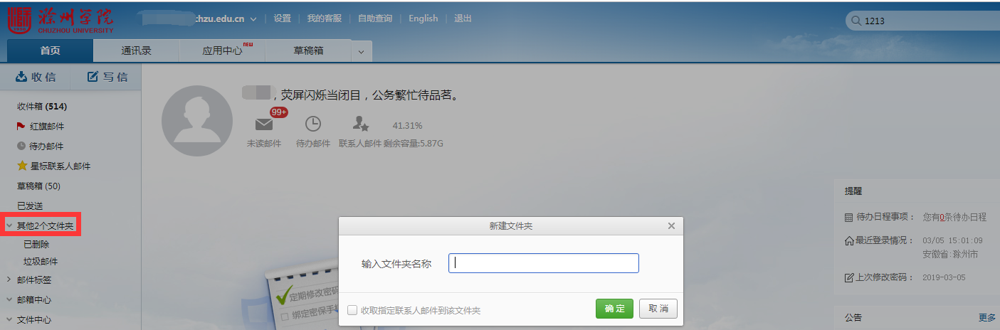 滁州学院
CHUZHOU UNIVERSITY
chzu.edu.cn 设置 我的客服 自助查询 English 退出
1213
首页 通讯录 应用中心 NEW 草稿箱
收信 写信
收件箱 (514)
红旗邮件
待办邮件
星标联系人邮件
草稿箱 (50)
已发送
其他2个文件夹
已删除
垃圾邮件
邮件标签
邮箱中心
文件中心
，荧屏闪烁当闭目，公务繁忙待品茗。
99+
未读邮件 待办邮件 联系人邮件
41.31%
剩余容量:5.87G
定期修改密码
绑定密保手
新建文件夹
输入文件夹名称
收取指定联系人邮件到该文件夹
确定 取消
提醒
待办日程事项： 您有0条待办日程
最近登录情况： 03/05 15:01:09
安徽省:滁州市
上次修改密码： 2019-03-05
公告 更多